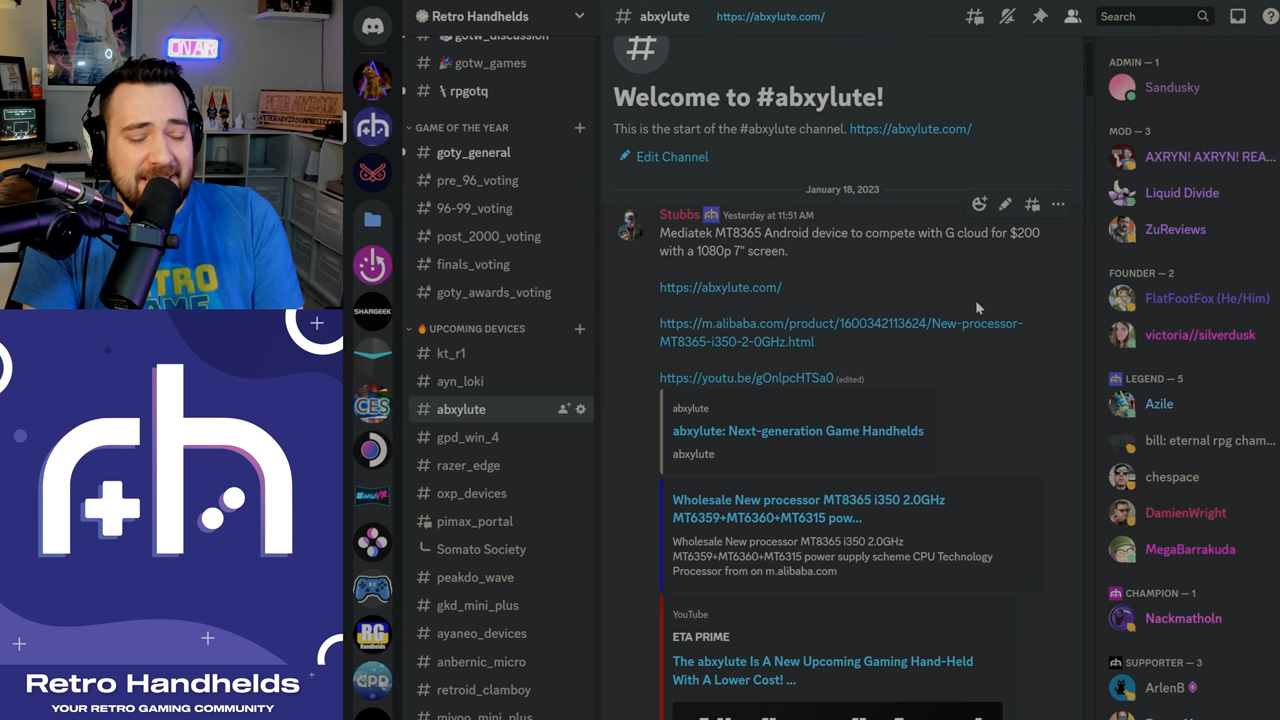 ON AIR
Retro Handhelds
YOUR RETRO GAMING COMMUNITY
SHARGEEK
CES
RG
Handhelds
GPD
Retro Handhelds
gotw_discussion
gotw_games
rpgotq
GAME OF THE YEAR
goty_general
pre_96_voting
96-99_voting
post_2000_voting
finals_voting
goty_awards_voting
UPCOMING DEVICES
kt_r1
ayn_loki
abxylute
gpd_win_4
razer_edge
oxp_devices
pimax_portal
Somato Society
peakdo_wave
gkd_mini_plus
ayaneo_devices
anbernic_micro
retroid_clamboy
miyoo_mini_plus
# abxylute https://abxylute.com/
Search
Welcome to #abxylute!
This is the start of the #abxylute channel. https://abxylute.com/
Edit Channel
January 18, 2023
Stubbs Yesterday at 11:51 AM
Mediatek MT8365 Android device to compete with G cloud for $200
with a 1080p 7" screen.
https://abxylute.com/
https://m.alibaba.com/product/1600342113624/New-processor-
MT8365-i350-2-0GHz.html
https://youtu.be/gOnlpcHTSa0 (edited)
abxylute
abxylute: Next-generation Game Handhelds
abxylute
Wholesale New processor MT8365 i350 2.0GHz
MT6359+MT6360+MT6315 pow...
Wholesale New processor MT8365 i350 2.0GHz
MT6359+MT6360+MT6315 power supply scheme CPU Technology
Processor from on m.alibaba.com
YouTube
ETA PRIME
The abxylute Is A New Upcoming Gaming Hand-Held
With A Lower Cost! ...
ADMIN — 1
Sandusky
MOD — 3
AXRYN! AXRYN! REA...
Liquid Divide
ZuReviews
FOUNDER — 2
FlatFootFox (He/Him)
victoria//silverdusk
LEGEND — 5
Azile
bill: eternal rpg cham...
chespace
DamienWright
MegaBarrakuda
CHAMPION — 1
Nackmatholn
SUPPORTER — 3
ArlenB